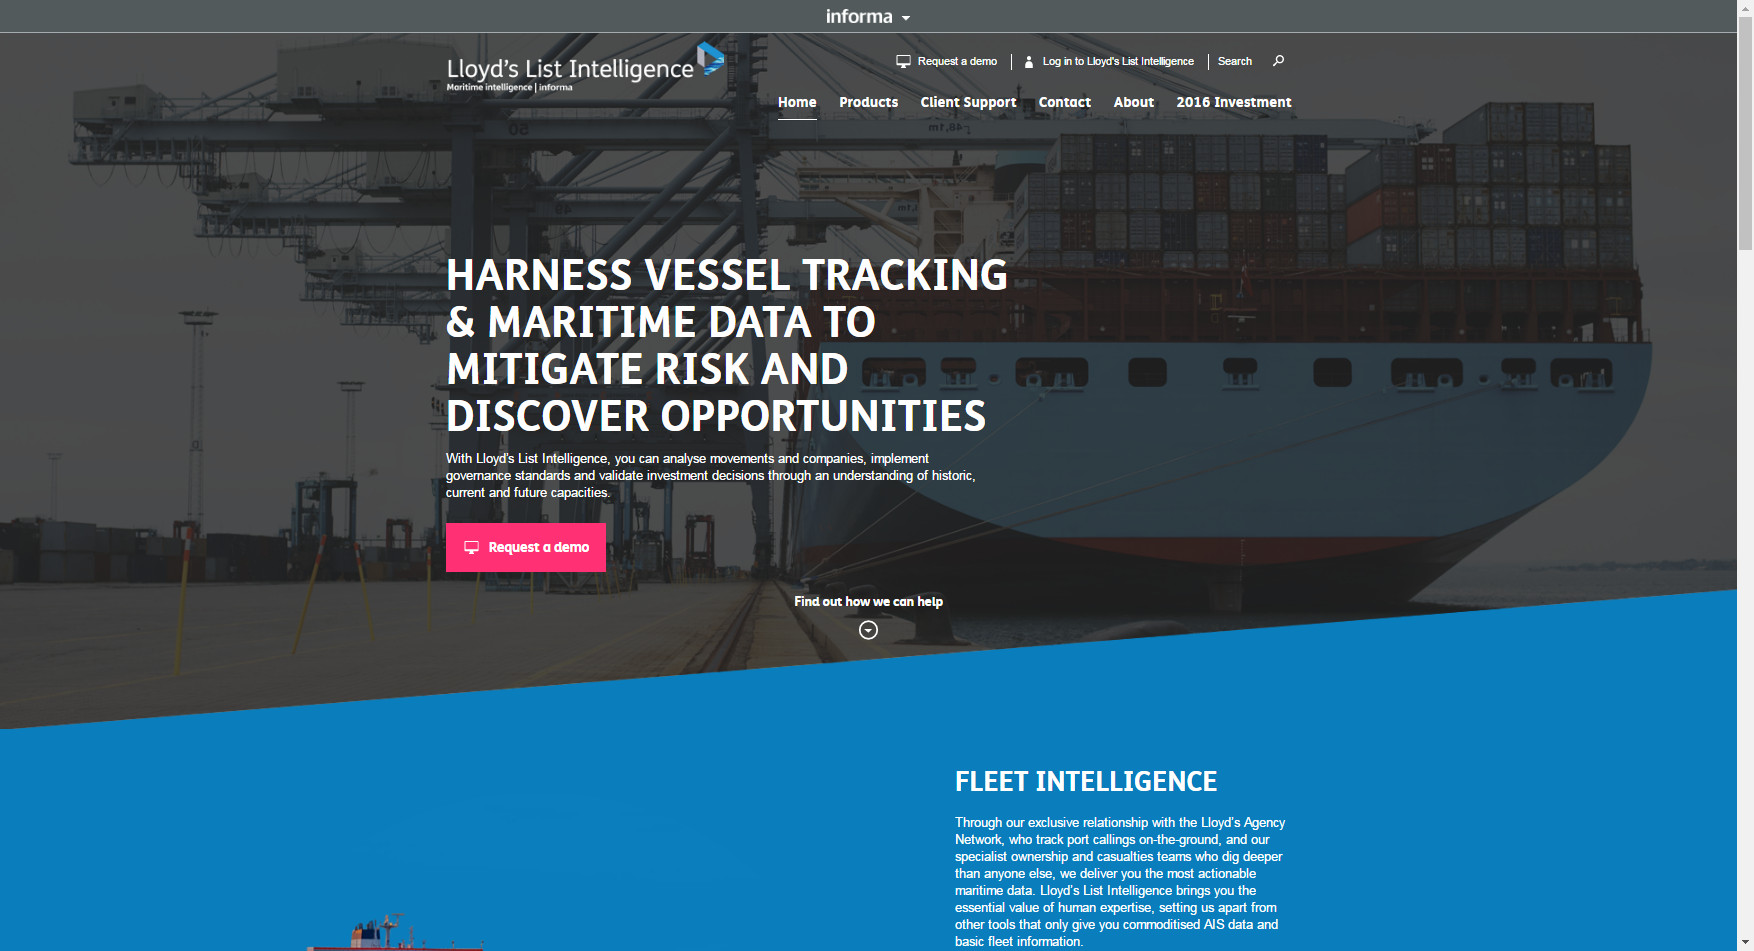 informa
Lloyd's List Intelligence
Maritime intelligence | informa
Request a demo
Log in to Lloyd's List Intelligence
Search
Home
Products
Client Support
Contact
About
2016 Investment
50
48,1m
HARNESS VESSEL TRACKING
& MARITIME DATA TO
MITIGATE RISK AND
DISCOVER OPPORTUNITIES
With Lloyd's List Intelligence, you can analyse movements and companies, implement
governance standards and validate investment decisions through an understanding of historic,
current and future capacities.
Request a demo
Find out how we can help
FLEET INTELLIGENCE
Through our exclusive relationship with the Lloyd's Agency
Network, who track port callings on-the-ground, and our
specialist ownership and casualties teams who dig deeper
than anyone else, we deliver you the most actionable
maritime data. Lloyd's List Intelligence brings you the
essential value of human expertise, setting us apart from
other tools that only give you commoditised AIS data and
basic fleet information.